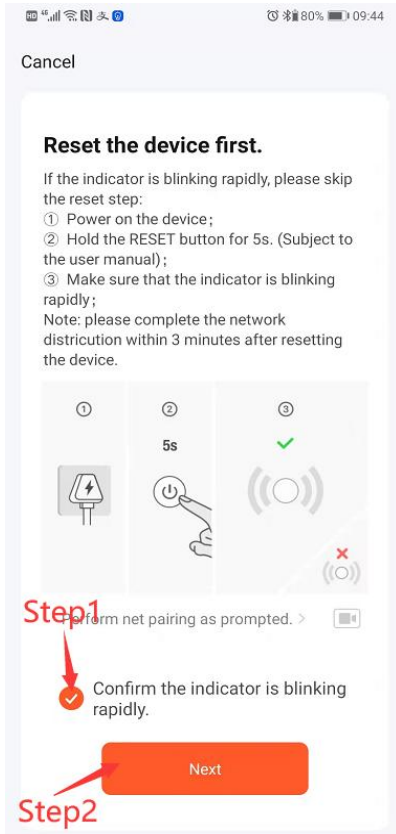 HD 46 80% 09:44
Cancel
Reset the device first.
If the indicator is blinking rapidly, please skip
the reset step:
① Power on the device;
② Hold the RESET button for 5s. (Subject to
the user manual);
③ Make sure that the indicator is blinking
rapidly;
Note: please complete the network
districution within 3 minutes after resetting
the device.
① ② ③
5s
Step1
Perform net pairing as prompted. >
Confirm the indicator is blinking
rapidly.
Next
Step2